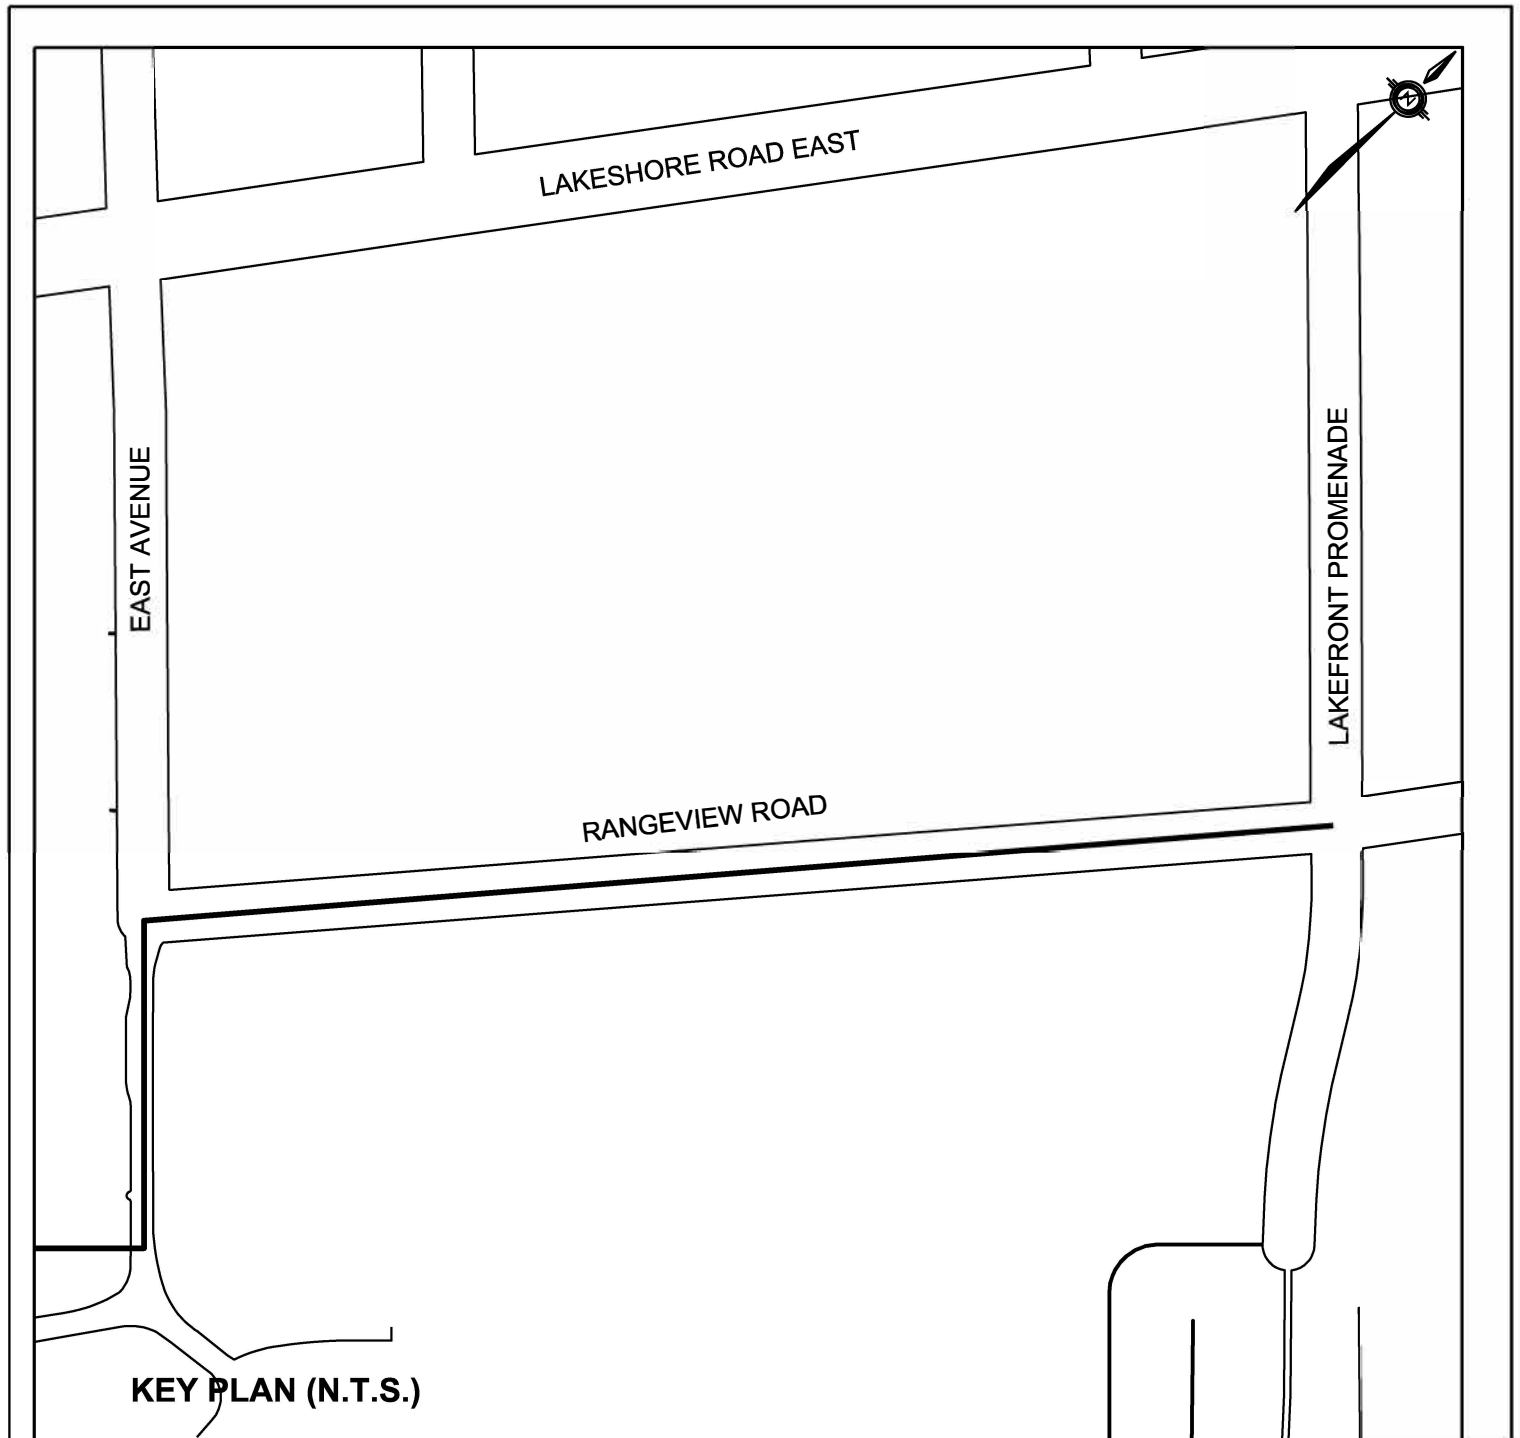 LAKESHORE ROAD EAST
EAST AVENUE
LAKEFRONT PROMENADE
RANGEVIEW ROAD
KEY PLAN (N.T.S.)